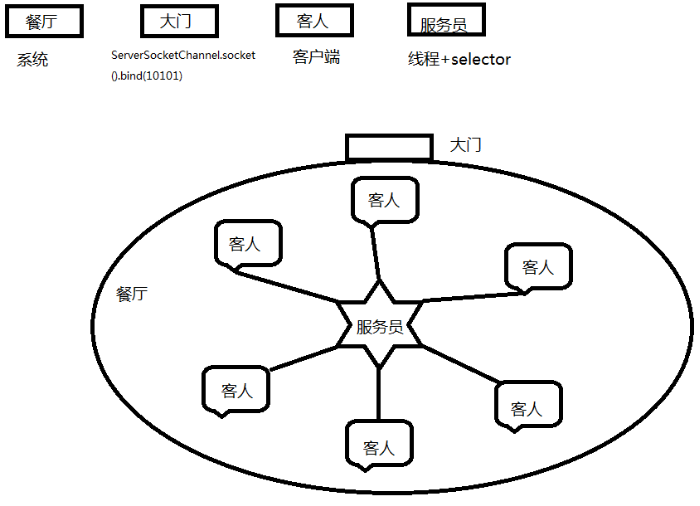 餐厅
大门
客人
服务员
系统
ServerSocketChannel.socket
().bind(10101)
客户端
线程+selector
大门
客人
客人
客人
餐厅
服务员
客人
客人
客人